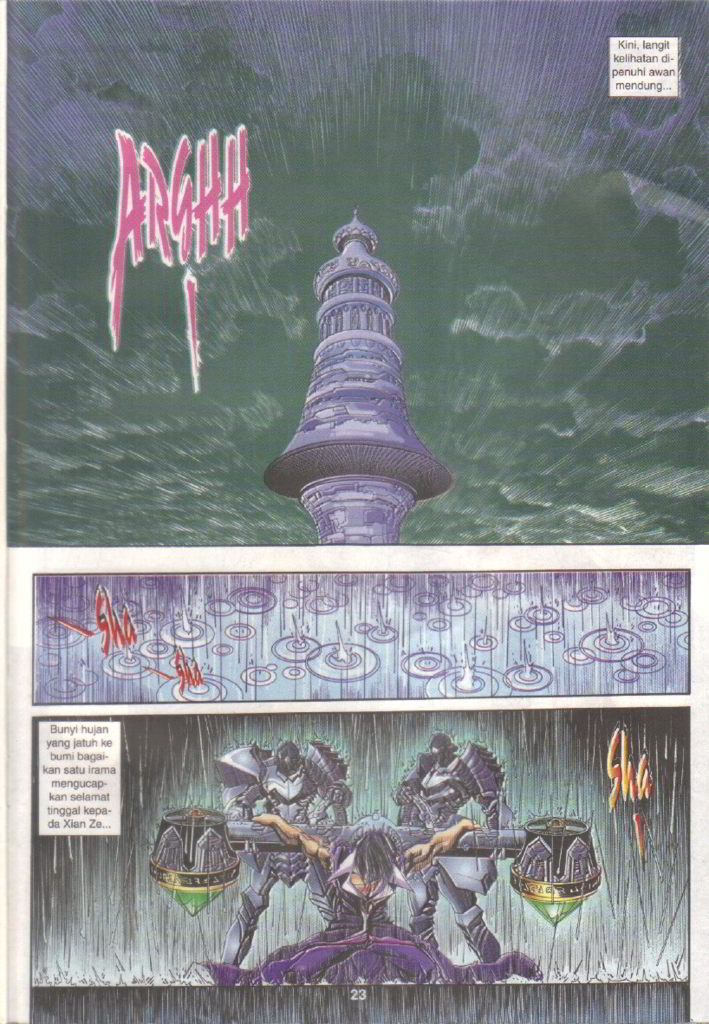 Kini, langit
kelihatan di-
penuhi awan
mendung...
ARGHH
!
Sha
Sha
Bunyi hujan
yang jatuh ke
bumi bagai-
kan satu irama
mengucap-
kan selamat
tinggal kepa-
da Xian Ze...
Sha
!
23